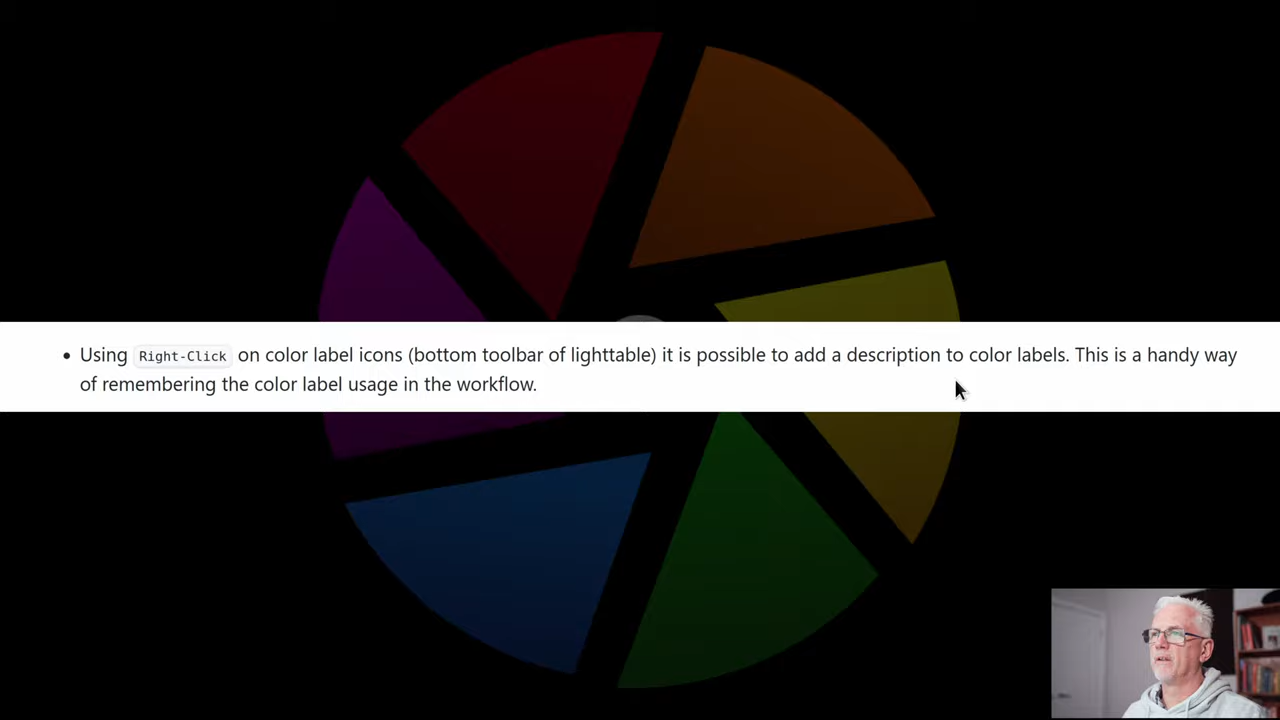 Using Right-Click on color label icons (bottom toolbar of lighttable) it is possible to add a description to color labels. This is a handy way
of remembering the color label usage in the workflow.